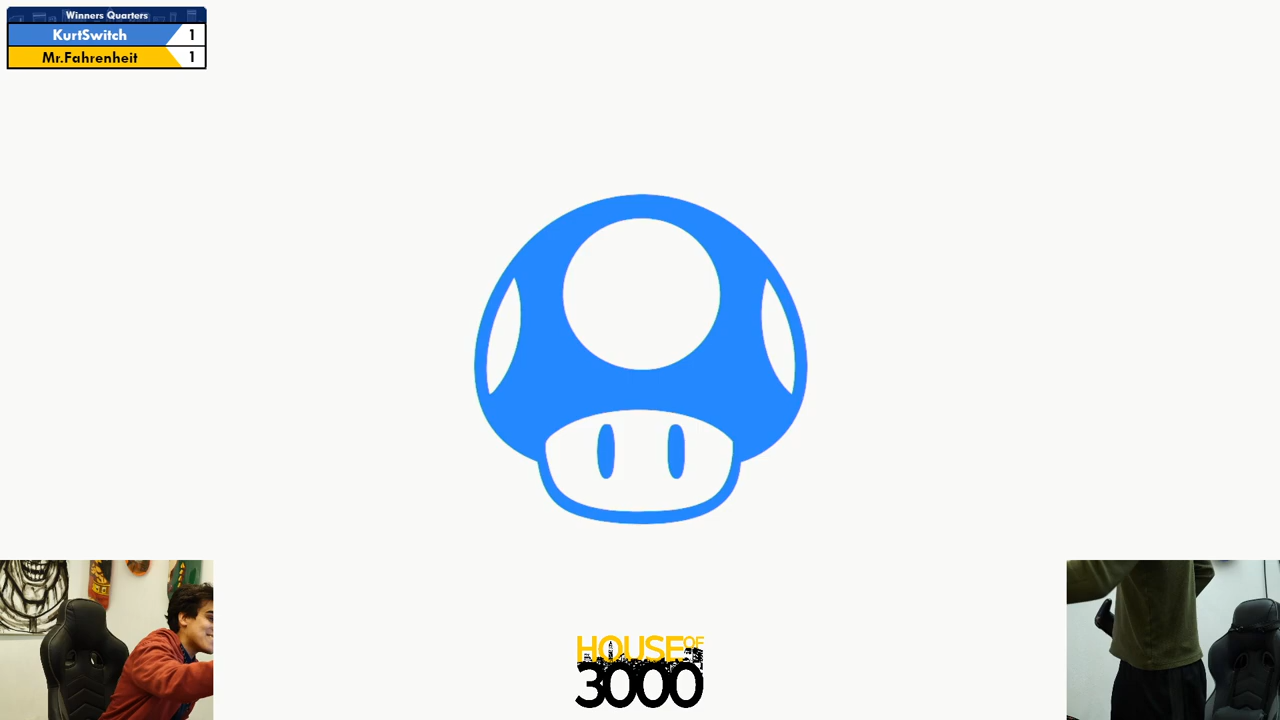 Winners Quarters
KurtSwitch 1
Mr.Fahrenheit 1
HOUSE OF
3000